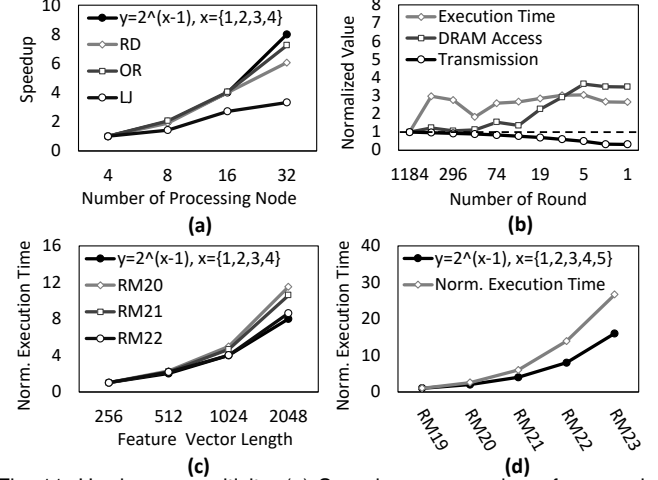 10
8
6
4
2
0
Speedup
y=2^(x-1), x={1,2,3,4}
RD
OR
LJ
4 8 16 32
Number of Processing Node
(a)
8
7
6
5
4
3
2
1
0
Normalized Value
Execution Time
DRAM Access
Transmission
1184 296 74 19 5 1
Number of Round
(b)
16
12
8
4
0
Norm. Execution Time
y=2^(x-1), x={1,2,3,4}
RM20
RM21
RM22
256 512 1024 2048
Feature Vector Length
(c)
40
30
20
10
0
Norm. Execution Time
y=2^(x-1), x={1,2,3,4,5}
Norm. Execution Time
RM19 RM20 RM21 RM22 RM23
(d)